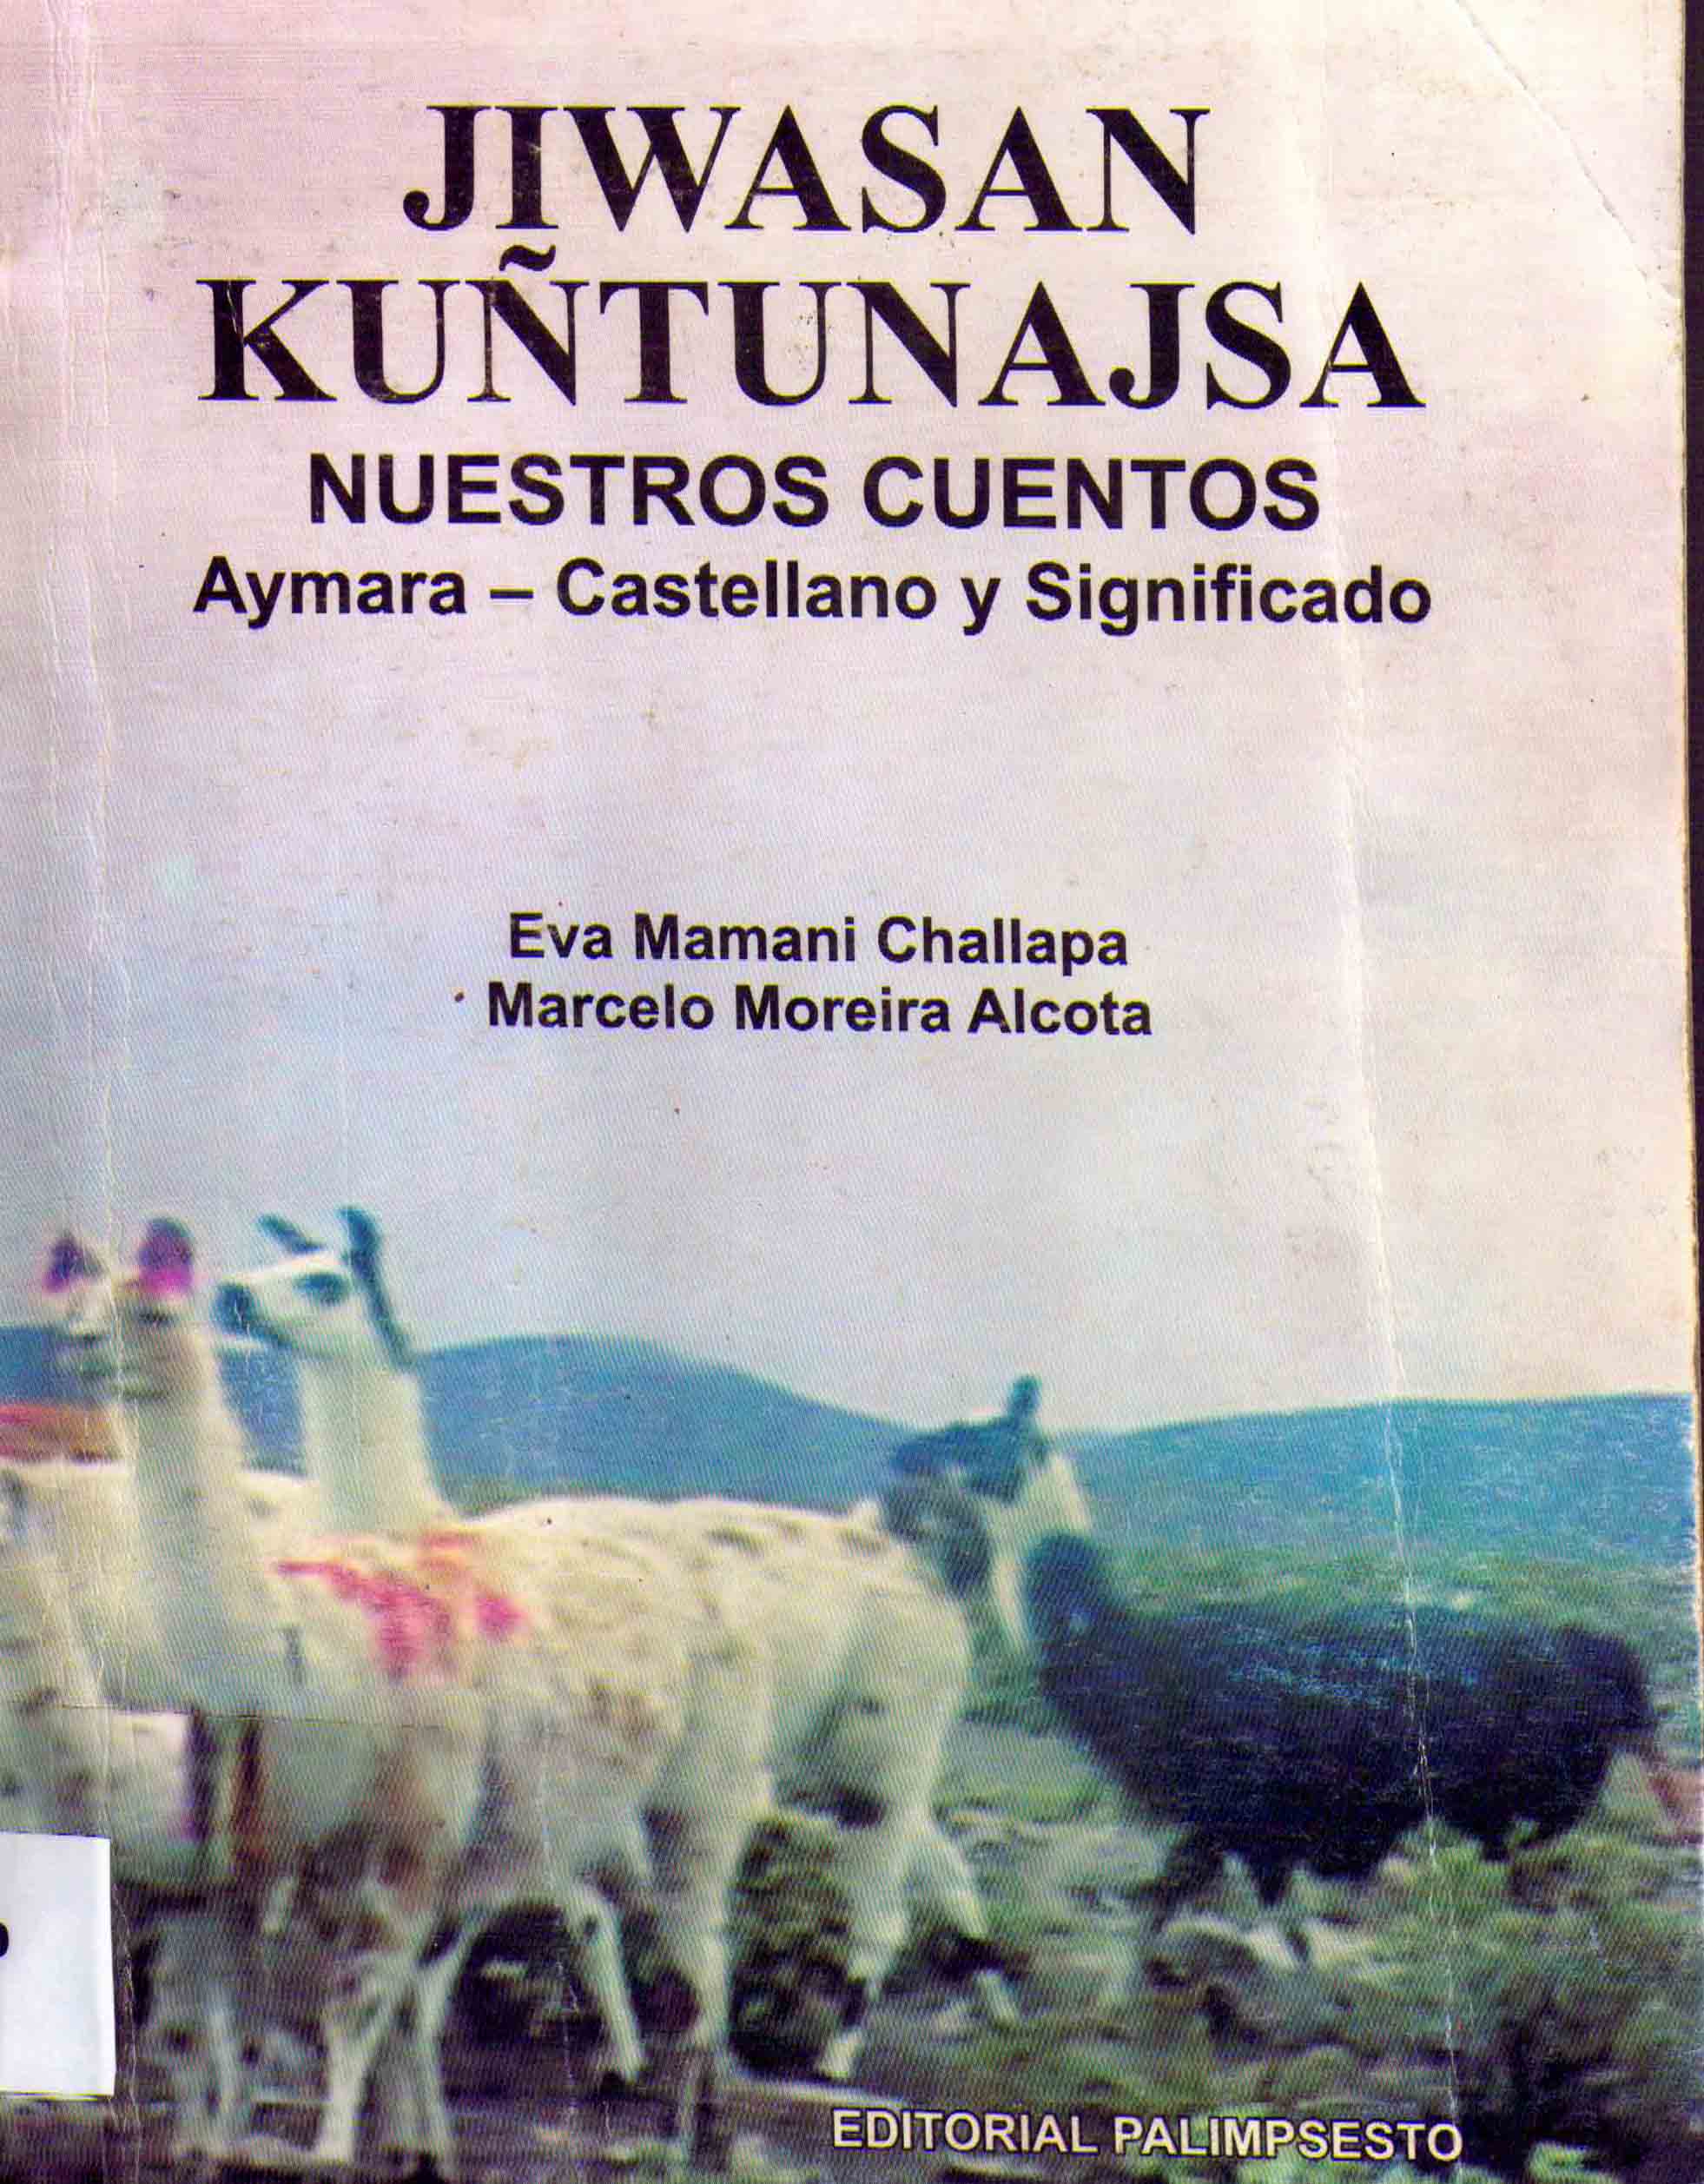 JIWASAN
KUÑTUNAJSA
NUESTROS CUENTOS
Aymara – Castellano y Significado
Eva Mamani Challapa
Marcelo Moreira Alcota
EDITORIAL PALIMPSESTO